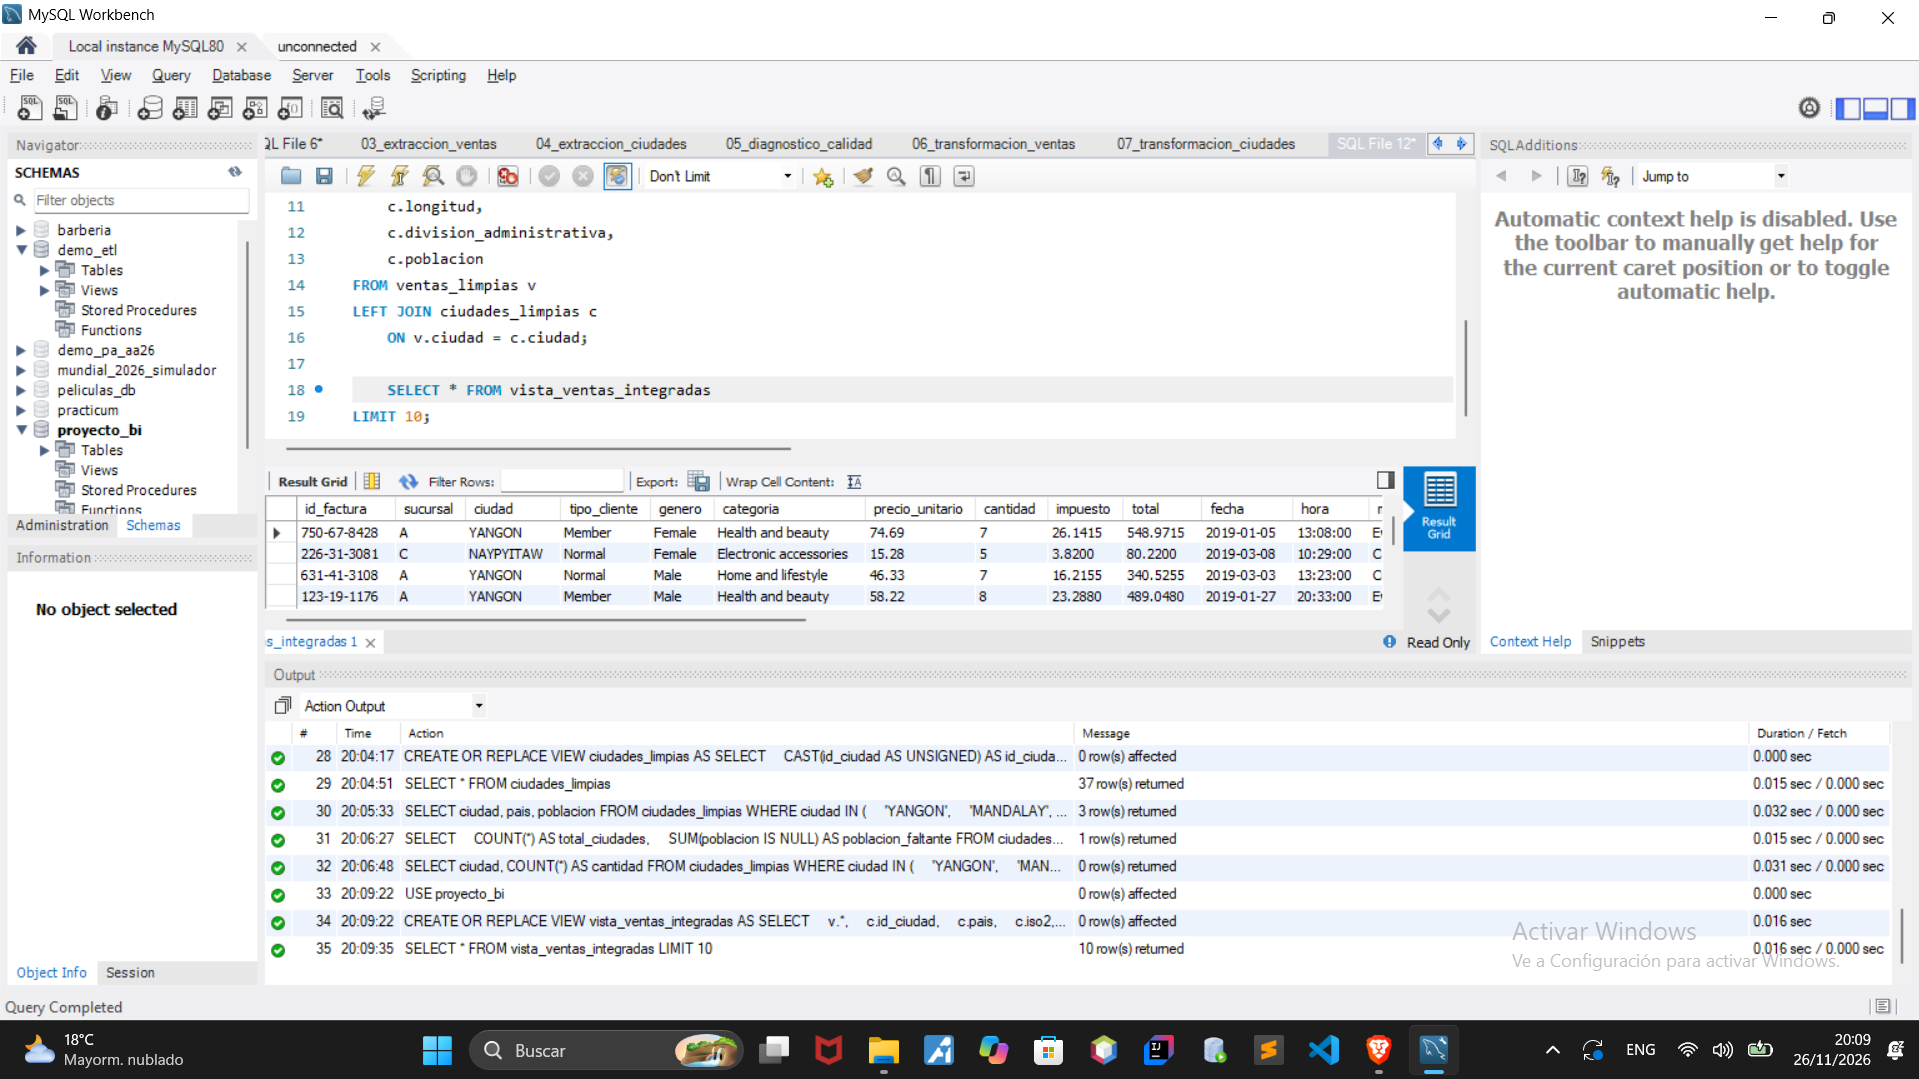 MySQL Workbench
Local instance MySQL80
unconnected
File Edit View Query Database Server Tools Scripting Help
Navigator
SCHEMAS
Filter objects
barberia
demo_etl
Tables
Views
Stored Procedures
Functions
demo_pa_aa26
mundial_2026_simulador
peliculas_db
practicum
proyecto_bi
Tables
Views
Stored Procedures
Functions
Administration Schemas
Information
No object selected
Object Info Session
QL File 6* 03_extraccion_ventas 04_extraccion_ciudades 05_diagnostico_calidad 06_transformacion_ventas 07_transformacion_ciudades SQL File 12*
Don't Limit
11 c.longitud,
12 c.division_administrativa,
13 c.poblacion
14 FROM ventas_limpias v
15 LEFT JOIN ciudades_limpias c
16 ON v.ciudad = c.ciudad;
17
18 SELECT * FROM vista_ventas_integradas
19 LIMIT 10;
Result Grid Filter Rows: Export: Wrap Cell Content:
id_factura sucursal ciudad tipo_cliente genero categoria precio_unitario cantidad impuesto total fecha hora
750-67-8428 A YANGON Member Female Health and beauty 74.69 7 26.1415 548.9715 2019-01-05 13:08:00
226-31-3081 C NAYPYITAW Normal Female Electronic accessories 15.28 5 3.8200 80.2200 2019-03-08 10:29:00
631-41-3108 A YANGON Normal Male Home and lifestyle 46.33 7 16.2155 340.5255 2019-03-03 13:23:00
123-19-1176 A YANGON Member Male Health and beauty 58.22 8 23.2880 489.0480 2019-01-27 20:33:00
Result Grid
s_integradas 1
Read Only
SQLAdditions
Jump to
Automatic context help is disabled. Use
the toolbar to manually get help for
the current caret position or to toggle
automatic help.
Context Help Snippets
Output
Action Output
# Time Action Message Duration / Fetch
28 20:04:17 CREATE OR REPLACE VIEW ciudades_limpias AS SELECT CAST(id_ciudad AS UNSIGNED) AS id_ciuda... 0 row(s) affected 0.000 sec
29 20:04:51 SELECT * FROM ciudades_limpias 37 row(s) returned 0.015 sec / 0.000 sec
30 20:05:33 SELECT ciudad, pais, poblacion FROM ciudades_limpias WHERE ciudad IN ( 'YANGON', 'MANDALAY', ... 3 row(s) returned 0.032 sec / 0.000 sec
31 20:06:27 SELECT COUNT(*) AS total_ciudades, SUM(poblacion IS NULL) AS poblacion_faltante FROM ciudades... 1 row(s) returned 0.015 sec / 0.000 sec
32 20:06:48 SELECT ciudad, COUNT(*) AS cantidad FROM ciudades_limpias WHERE ciudad IN ( 'YANGON', 'MAN... 0 row(s) returned 0.031 sec / 0.000 sec
33 20:09:22 USE proyecto_bi 0 row(s) affected 0.000 sec
34 20:09:22 CREATE OR REPLACE VIEW vista_ventas_integradas AS SELECT v.*, c.id_ciudad, c.pais, c.iso2,... 0 row(s) affected 0.016 sec
35 20:09:35 SELECT * FROM vista_ventas_integradas LIMIT 10 10 row(s) returned 0.016 sec / 0.000 sec
Activar Windows
Ve a Configuración para activar Windows.
Query Completed
18°C
Mayorm. nublado
Buscar
ENG
20:09
26/11/2026